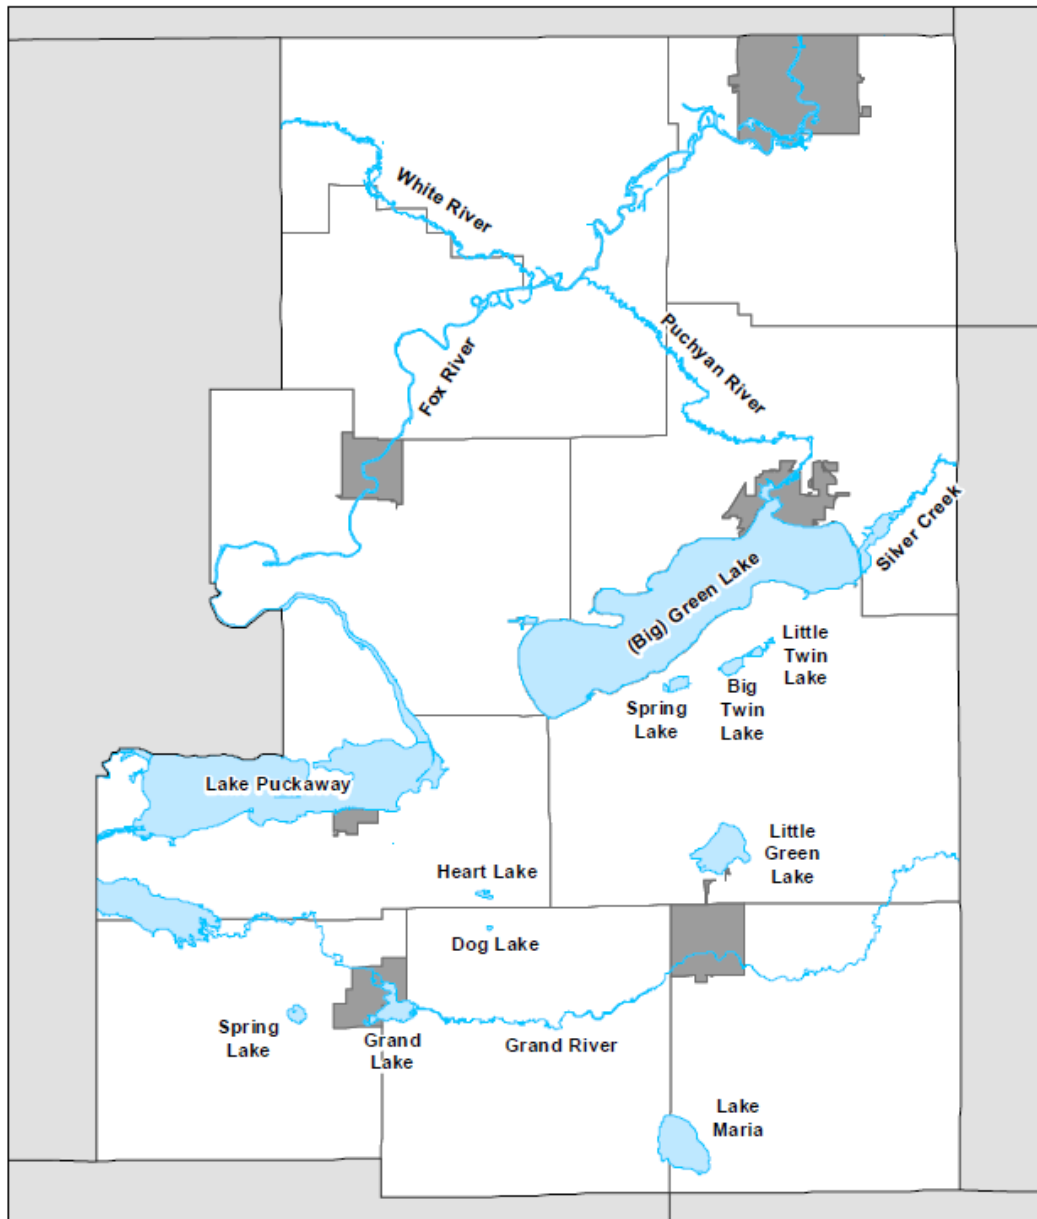 White River
Fox River
Puchyan River
Silver Creek
(Big) Green Lake
Little
Twin
Lake
Big
Twin
Lake
Spring
Lake
Lake Puckaway
Little
Green
Lake
Heart Lake
Dog Lake
Spring
Lake
Grand
Lake
Grand River
Lake
Maria